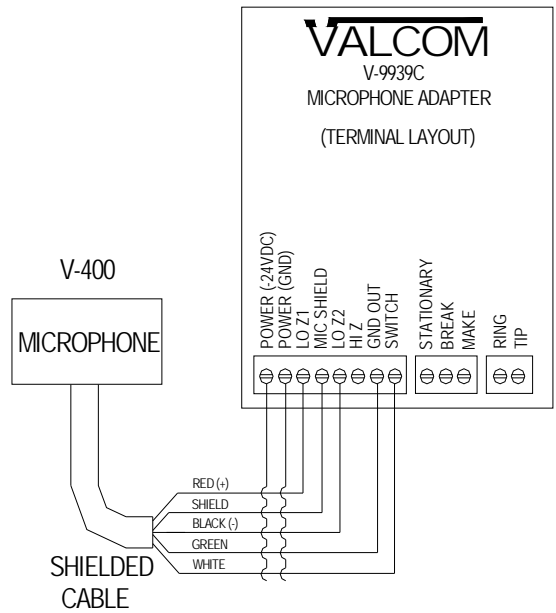 VALCOM
V-9939C
MICROPHONE ADAPTER
(TERMINAL LAYOUT)
POWER (-24VDC)
POWER (GND)
LO Z1
MIC SHIELD
LO Z2
HI Z
GND OUT
SWITCH
STATIONARY
BREAK
MAKE
RING
TIP
V-400
MICROPHONE
RED (+)
SHIELD
BLACK (-)
GREEN
WHITE
SHIELDED
CABLE